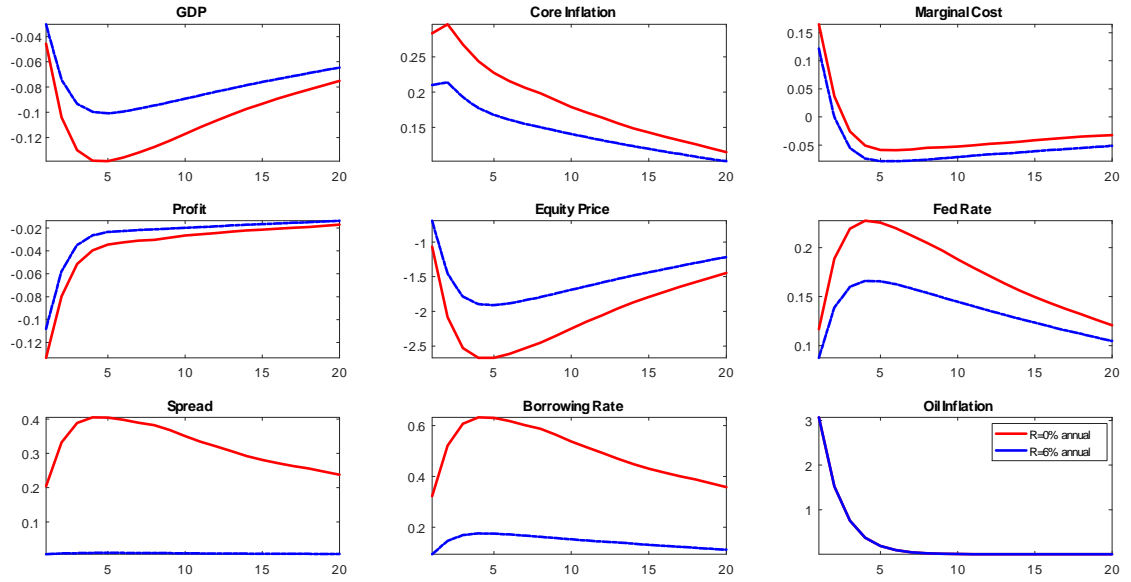 GDP
-0.04
-0.06
-0.08
-0.1
-0.12
5 10 15 20
Core Inflation
0.25
0.2
0.15
5 10 15 20
Marginal Cost
0.15
0.1
0.05
0
-0.05
5 10 15 20
Profit
-0.02
-0.04
-0.06
-0.08
-0.1
-0.12
5 10 15 20
Equity Price
-1
-1.5
-2
-2.5
5 10 15 20
Fed Rate
0.2
0.15
0.1
5 10 15 20
Spread
0.4
0.3
0.2
0.1
5 10 15 20
Borrowing Rate
0.6
0.4
0.2
5 10 15 20
Oil Inflation
3
2
1
R=0% annual
R=6% annual
5 10 15 20